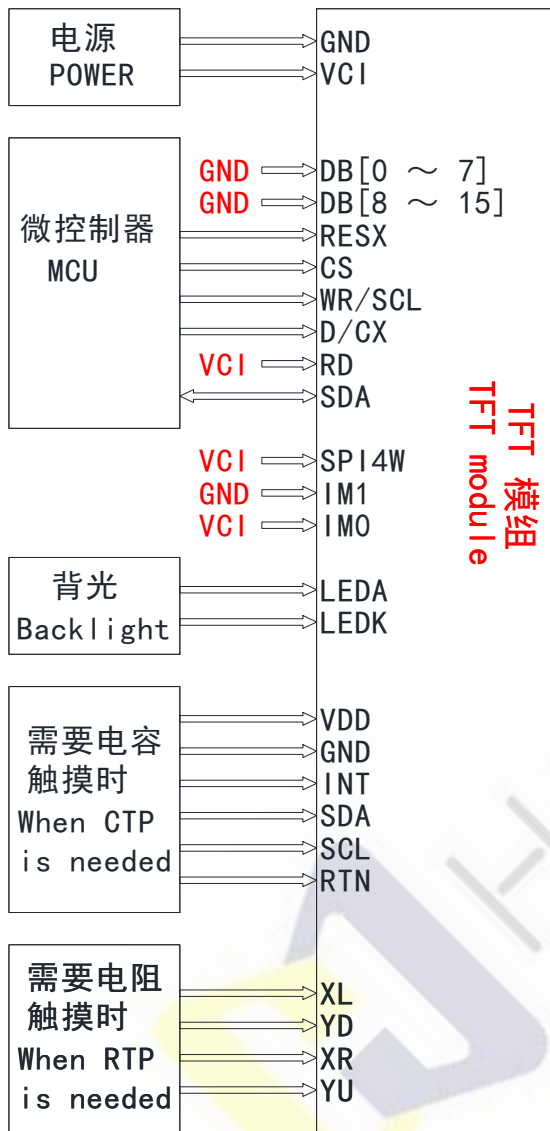 电源
POWER
GND
VCI
微控制器
MCU
GND DB[0 ～ 7]
GND DB[8 ～ 15]
RESX
CS
WR/SCL
D/CX
VCI RD
SDA
VCI SPI4W
GND IM1
VCI IM0
TFT 模组
TFT module
背光
Backlight
LEDA
LEDK
需要电容
触摸时
When CTP
is needed
VDD
GND
INT
SDA
SCL
RTN
需要电阻
触摸时
When RTP
is needed
XL
YD
XR
YU